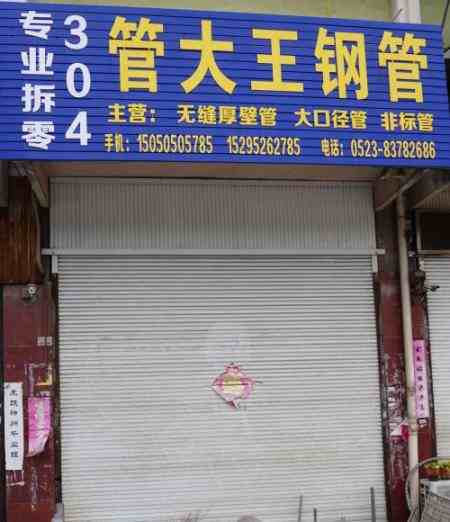 专业拆零
304
管大王钢管
主营： 无缝厚壁管 大口径管 非标管
手机：15050505785 15295262785 电话：0523-83782686